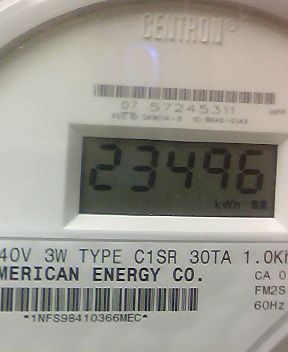 CENTRON
07 57245311
23496
kWh
40V 3W TYPE C1SR 30TA 1.0Kh
MERICAN ENERGY CO.
CA 0
FM2S
60Hz
*1NFS98410366MEC*